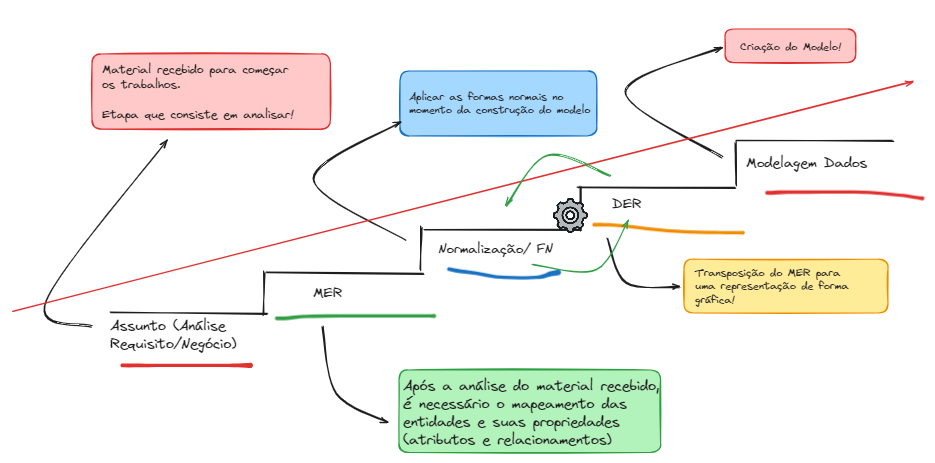 Criação do Modelo!
Material recebido para começar
os trabalhos.
Etapa que consiste em analisar!
Aplicar as formas normais no
momento da construção do modelo
Modelagem Dados
DER
Normalização/ FN
Transposição do MER para
uma representação de forma
gráfica!
MER
Assunto (Análise
Requisito/Negócio)
Após a análise do material recebido,
é necessário o mapeamento das
entidades e suas propriedades
(atributos e relacionamentos)